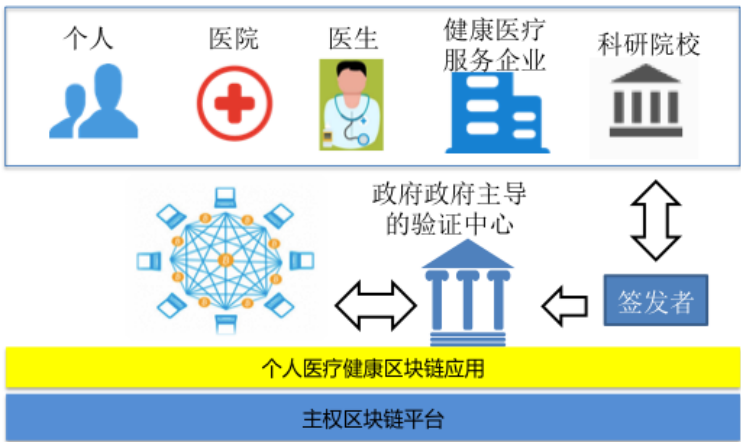 个人
医院
医生
健康医疗
服务企业
科研院校
政府政府主导
的验证中心
签发者
个人医疗健康区块链应用
主权区块链平台